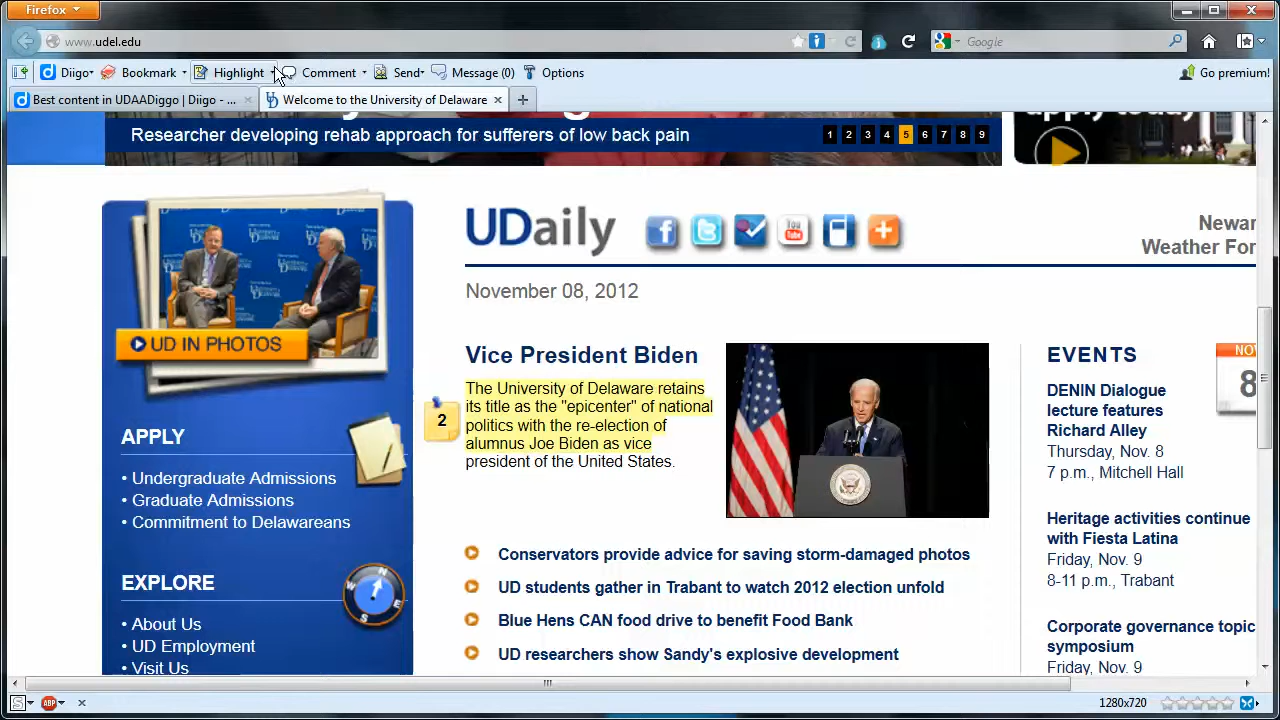 Firefox
www.udel.edu
Google
Diigo
Bookmark
Highlight
Comment
Send
Message (0)
Options
Go premium!
Best content in UDAADiggo | Diigo - ...
Welcome to the University of Delaware
Researcher developing rehab approach for sufferers of low back pain
1 2 3 4 5 6 7 8 9
UDaily
You Tube
Newar
Weather For
November 08, 2012
UD IN PHOTOS
Vice President Biden
The University of Delaware retains
its title as the "epicenter" of national
politics with the re-election of
alumnus Joe Biden as vice
president of the United States.
2
EVENTS
NOV
8
DENIN Dialogue
lecture features
Richard Alley
Thursday, Nov. 8
7 p.m., Mitchell Hall
Heritage activities continue
with Fiesta Latina
Friday, Nov. 9
8-11 p.m., Trabant
Corporate governance topic
symposium
Friday, Nov. 9
APPLY
• Undergraduate Admissions
• Graduate Admissions
• Commitment to Delawareans
EXPLORE
N
W
E
S
• About Us
• UD Employment
• Visit Us
Conservators provide advice for saving storm-damaged photos
UD students gather in Trabant to watch 2012 election unfold
Blue Hens CAN food drive to benefit Food Bank
UD researchers show Sandy's explosive development
S
ABP
1280x720